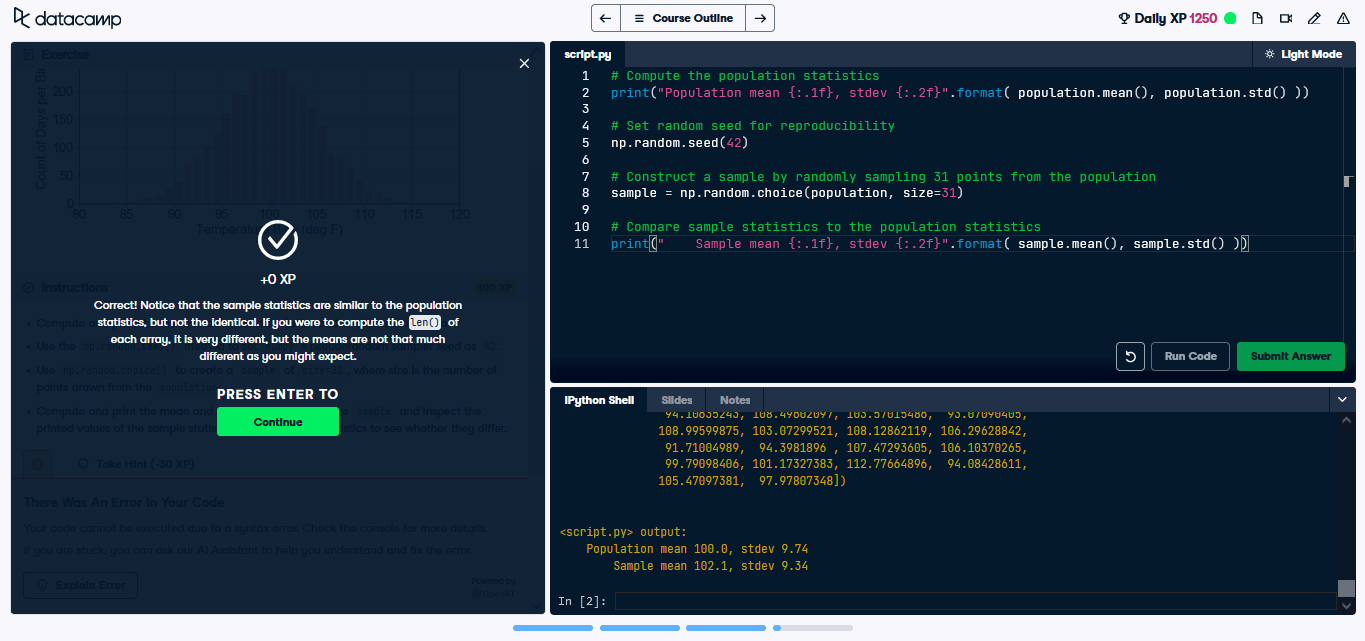 datacamp
Course Outline
Daily XP 1250
Exercise
Count of Days per Bi
200
150
100
50
0
80 85 90 95 100 105 110 115 120
Temperature (deg F)
+0 XP
Instructions
100 XP
Correct! Notice that the sample statistics are similar to the population
statistics, but not the identical. If you were to compute the len() of
each array, it is very different, but the means are not that much
different as you might expect.
Compute
Use the 42.
Use np.random.choice() to create a sample of size=31, where size is the number of
points drawn from the population
Compute and print the mean and sample and inspect the
printed values of the sample statistics to see whether they differ.
PRESS ENTER TO
Continue
Take Hint (-30 XP)
There Was An Error In Your Code
Your code cannot be executed due to a syntax error. Check the console for more details.
If you are stuck, you can ask our AI Assistant to help you understand and fix the error.
Explain Error
Powered by
OpenAI
script.py
Light Mode
1 # Compute the population statistics
2 print("Population mean {:.1f}, stdev {:.2f}".format( population.mean(), population.std() ))
3
4 # Set random seed for reproducibility
5 np.random.seed(42)
6
7 # Construct a sample by randomly sampling 31 points from the population
8 sample = np.random.choice(population, size=31)
9
10 # Compare sample statistics to the population statistics
11 print("    Sample mean {:.1f}, stdev {:.2f}".format( sample.mean(), sample.std() ))
Run Code
Submit Answer
IPython Shell Slides Notes
94.10635243, 108.49602097, 103.57015486, 93.07090405,
108.99599875, 103.07299521, 108.12862119, 106.29628842,
91.71004989, 94.3981896 , 107.47293605, 106.10370265,
99.79098406, 101.17327383, 112.77664896, 94.08428611,
105.47097381, 97.97807348])
<script.py> output:
Population mean 100.0, stdev 9.74
Sample mean 102.1, stdev 9.34
In [2]: